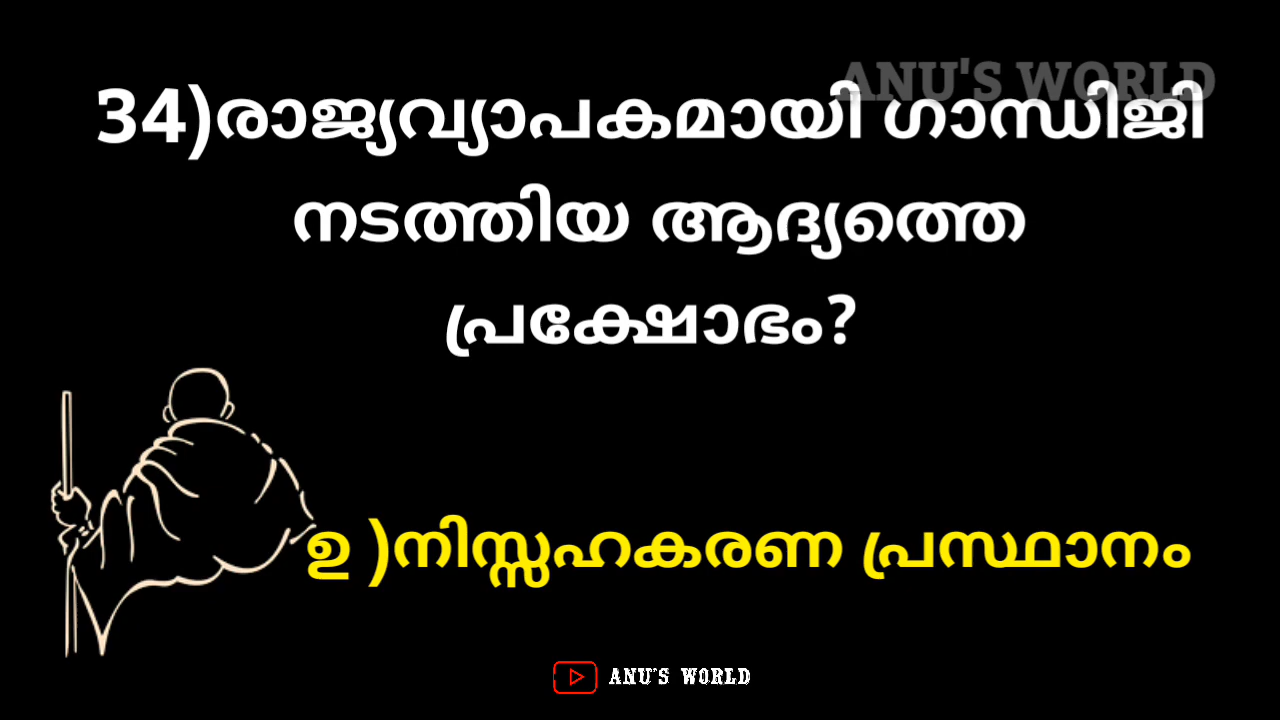 ANU'S WORLD
34)രാജ്യവ്യാപകമായി ഗാന്ധിജി
നടത്തിയ ആദ്യത്തെ
പ്രക്ഷോഭം?
ഉ )നിസ്സഹകരണ പ്രസ്ഥാനം
ANU'S WORLD